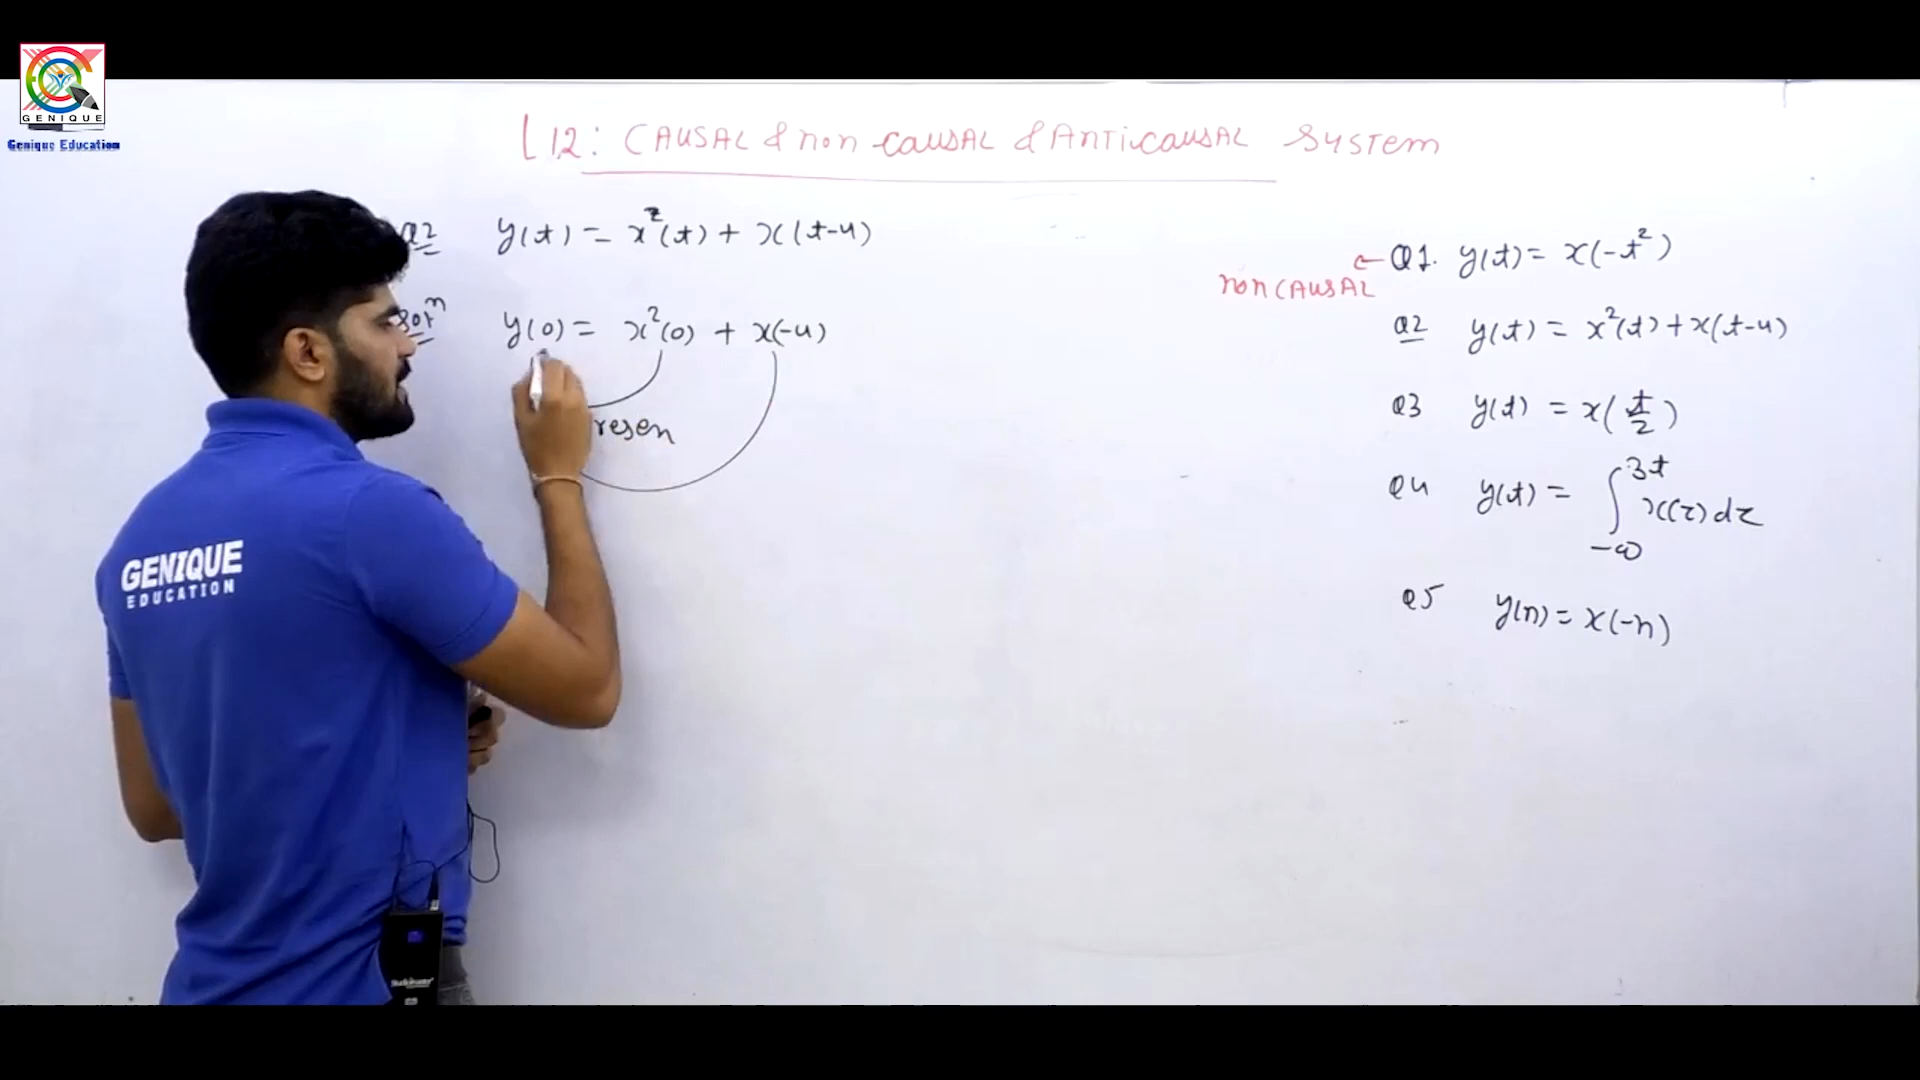 GENIQUE
Genique Education
L12: CAUSAL & non CAUSAL & ANTICAUSAL SYSTEM
Q2 y(t) = x²(t) + x(t-4)
Solⁿ y(0) = x²(0) + x(-4)
resen
GENIQUE
EDUCATION
Q1. y(t) = x(-t²)
non CAUSAL
Q2 y(t) = x²(t) + x(t-4)
Q3 y(t) = x(t/2)
Q4 y(t) = ∫_{-∞}^{3t} x(τ)dτ
Q5 y(n) = x(-n)